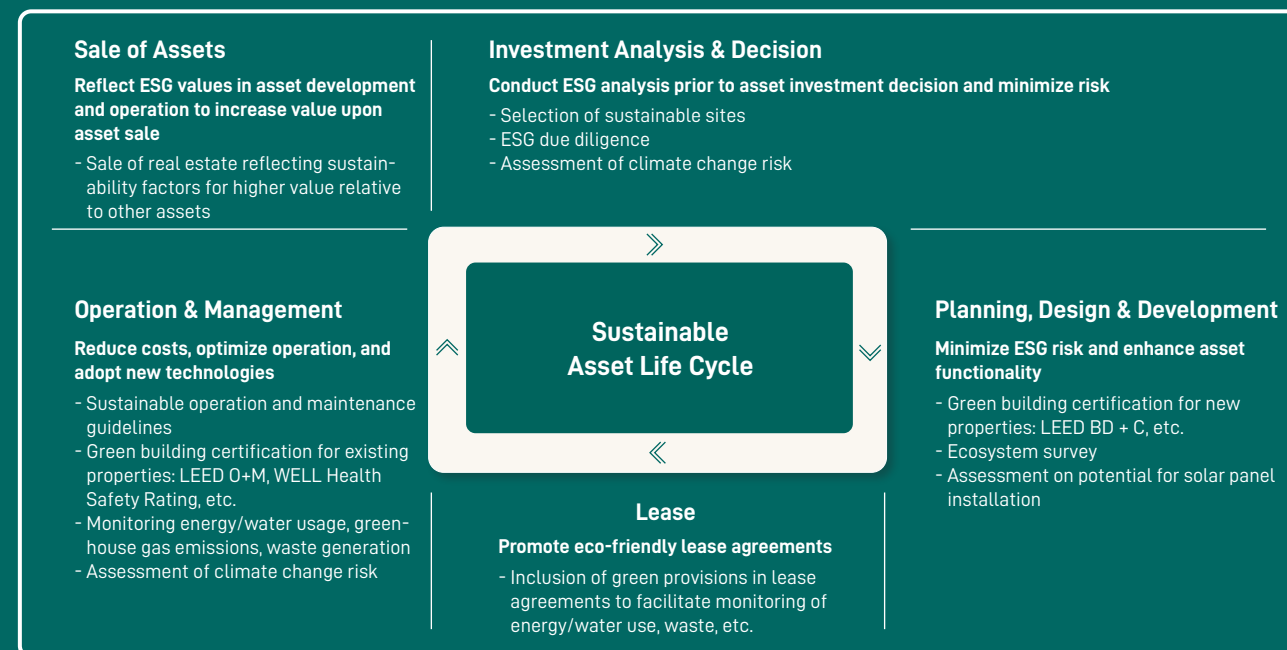 Sale of Assets
Reflect ESG values in asset development
and operation to increase value upon
asset sale
- Sale of real estate reflecting sustain-
ability factors for higher value relative
to other assets
Investment Analysis & Decision
Conduct ESG analysis prior to asset investment decision and minimize risk
- Selection of sustainable sites
- ESG due diligence
- Assessment of climate change risk
Operation & Management
Reduce costs, optimize operation, and
adopt new technologies
- Sustainable operation and maintenance
guidelines
- Green building certification for existing
properties: LEED O+M, WELL Health
Safety Rating, etc.
- Monitoring energy/water usage, green-
house gas emissions, waste generation
- Assessment of climate change risk
Sustainable
Asset Life Cycle
Planning, Design & Development
Minimize ESG risk and enhance asset
functionality
- Green building certification for new
properties: LEED BD + C, etc.
- Ecosystem survey
- Assessment on potential for solar panel
installation
Lease
Promote eco-friendly lease agreements
- Inclusion of green provisions in lease
agreements to facilitate monitoring of
energy/water use, waste, etc.